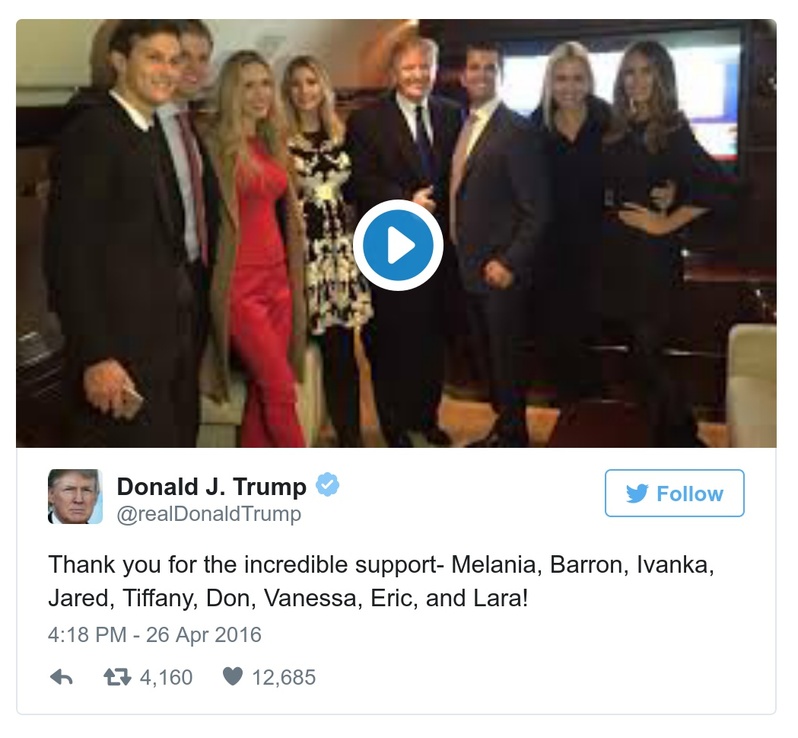 Donald J. Trump
@realDonaldTrump
Follow
Thank you for the incredible support- Melania, Barron, Ivanka,
Jared, Tiffany, Don, Vanessa, Eric, and Lara!
4:18 PM - 26 Apr 2016
4,160 12,685